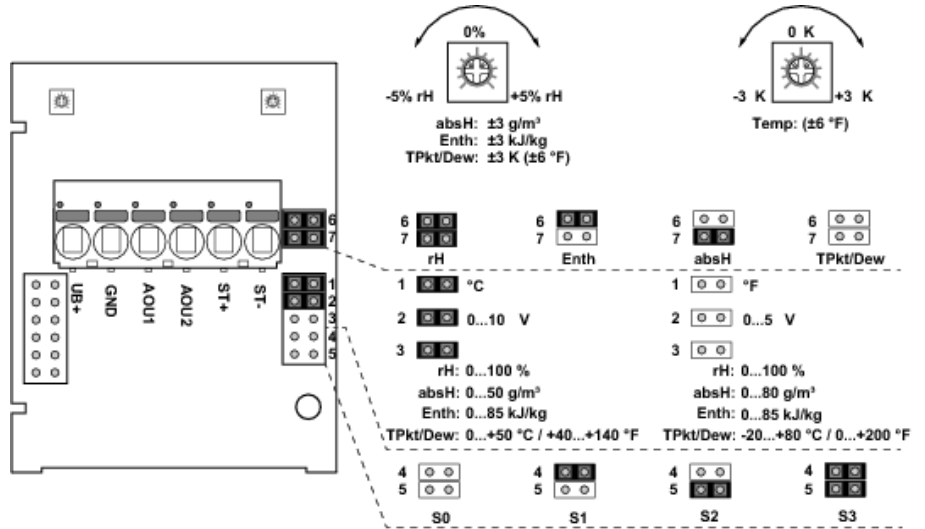 0%
-5% rH +5% rH
absH: ±3 g/m³
Enth: ±3 kJ/kg
TPkt/Dew: ±3 K (±6 °F)
0 K
-3 K +3 K
Temp: (±6 °F)
6
7
UB+
GND
AOU1
AOU2
ST+
ST-
1
2
3
4
5
6
7
rH
6
7
Enth
6
7
absH
6
7
TPkt/Dew
1 °C
2 0...10 V
3
rH: 0...100 %
absH: 0...50 g/m³
Enth: 0...85 kJ/kg
TPkt/Dew: 0...+50 °C / +40...+140 °F
1 °F
2 0...5 V
3
rH: 0...100 %
absH: 0...80 g/m³
Enth: 0...85 kJ/kg
TPkt/Dew: -20...+80 °C / 0...+200 °F
4
5
S0
4
5
S1
4
5
S2
4
5
S3